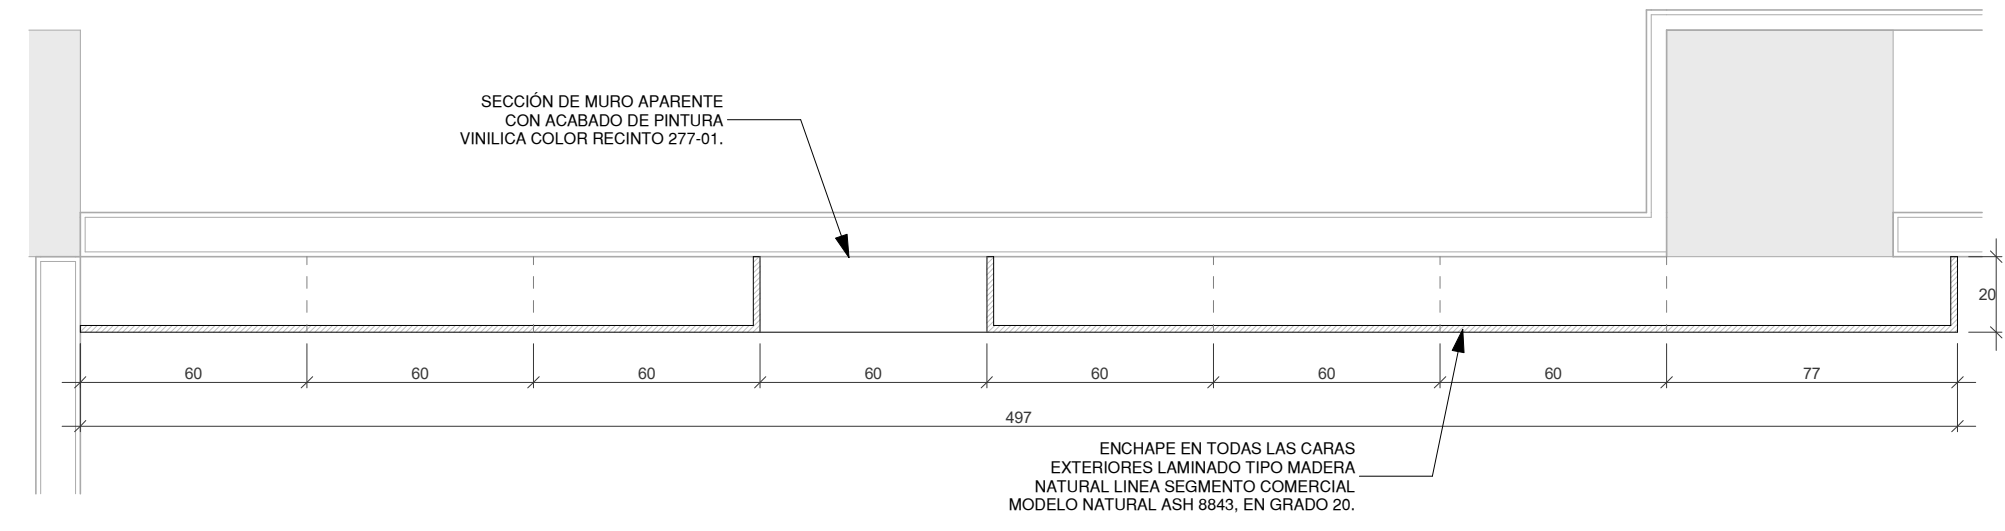 SECCIÓN DE MURO APARENTE
CON ACABADO DE PINTURA
VINILICA COLOR RECINTO 277-01.
20
60
60
60
60
60
60
60
77
497
ENCHAPE EN TODAS LAS CARAS
EXTERIORES LAMINADO TIPO MADERA
NATURAL LINEA SEGMENTO COMERCIAL
MODELO NATURAL ASH 8843, EN GRADO 20.